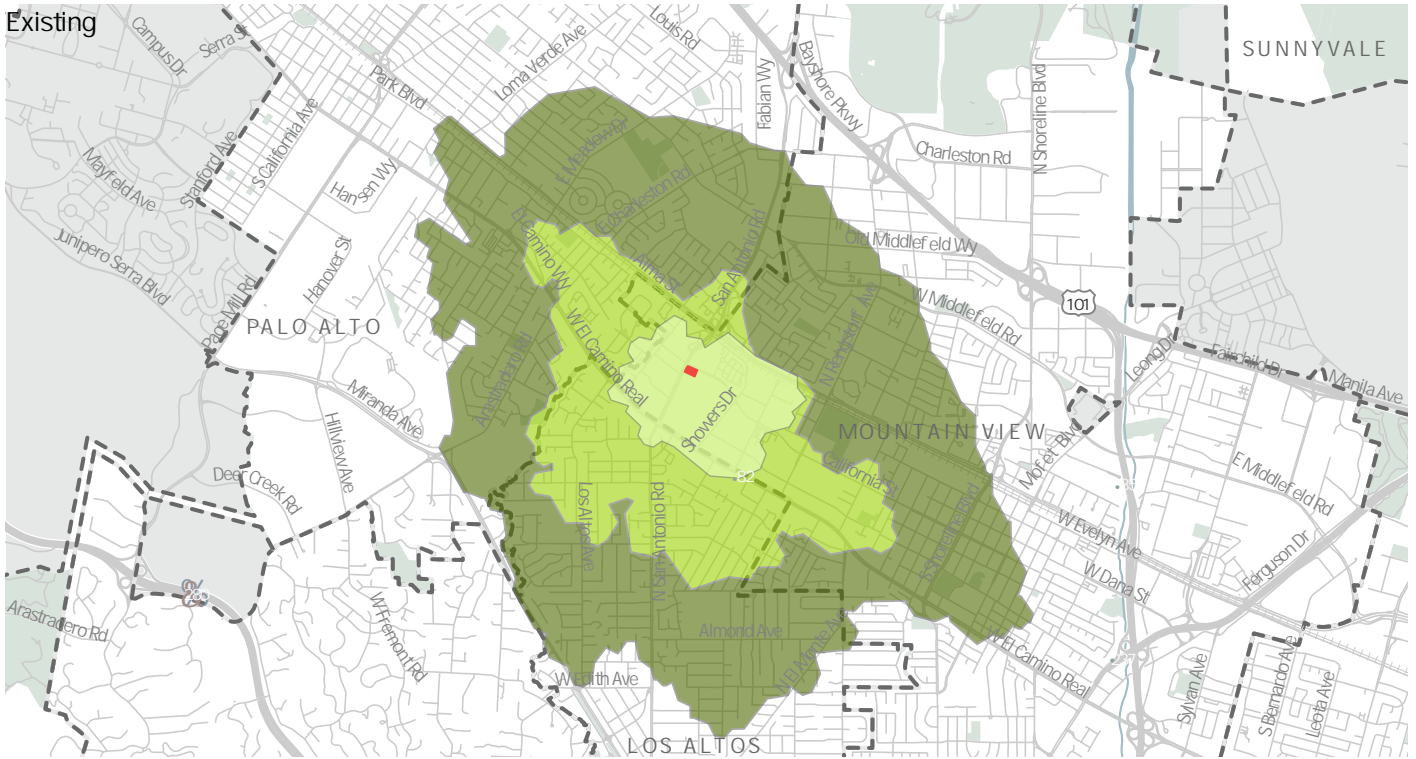 Existing
Campus Dr
Serra St
Louis Rd
Loma Verde Ave
Park Blvd
Fabian Wy
Bayshore Pkwy
N Shoreline Blvd
SUNNYVALE
S California Ave
Stanford Ave
Mayfeld Ave
Hansen Wy
E Meadow Dr
Charleston Rd
E Charleston Rd
Junipero Serra Blvd
Hanover St
Page Mill Rd
El Camino Wy
Alma St
San Antonio Rd
Old Middlefield Wy
W Middlefield Rd
101
PALO ALTO
Arastradero Rd
W El Camino Real
N Rengstorff Ave
Leong Dr
Fairchild Dr
Manila Ave
Miranda Ave
Hillview Ave
Showers Dr
MOUNTAIN VIEW
82
California St
Deer Creek Rd
Los Altos Ave
N San Antonio Rd
S Shoreline Blvd
E Middlefield Rd
W Evelyn Ave
W Dana St
Ferguson Dr
W Fremont Rd
Arastradero Rd
Almond Ave
N El Monte Ave
W El Camino Real
W Edith Ave
Sylvan Ave
S Bernardo Ave
Leota Ave
LOS ALTOS